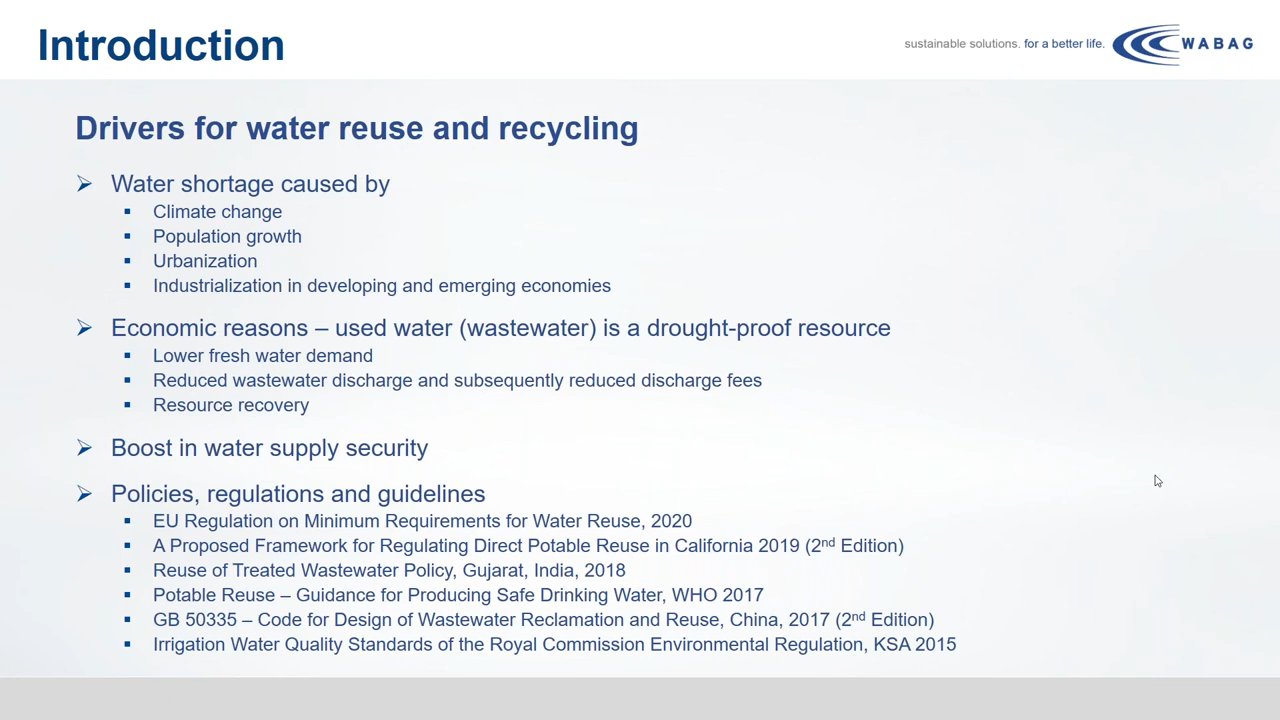 Introduction
sustainable solutions. for a better life.
WABAG
Drivers for water reuse and recycling
➢ Water shortage caused by
▪ Climate change
▪ Population growth
▪ Urbanization
▪ Industrialization in developing and emerging economies
➢ Economic reasons – used water (wastewater) is a drought-proof resource
▪ Lower fresh water demand
▪ Reduced wastewater discharge and subsequently reduced discharge fees
▪ Resource recovery
➢ Boost in water supply security
➢ Policies, regulations and guidelines
▪ EU Regulation on Minimum Requirements for Water Reuse, 2020
▪ A Proposed Framework for Regulating Direct Potable Reuse in California 2019 (2nd Edition)
▪ Reuse of Treated Wastewater Policy, Gujarat, India, 2018
▪ Potable Reuse – Guidance for Producing Safe Drinking Water, WHO 2017
▪ GB 50335 – Code for Design of Wastewater Reclamation and Reuse, China, 2017 (2nd Edition)
▪ Irrigation Water Quality Standards of the Royal Commission Environmental Regulation, KSA 2015